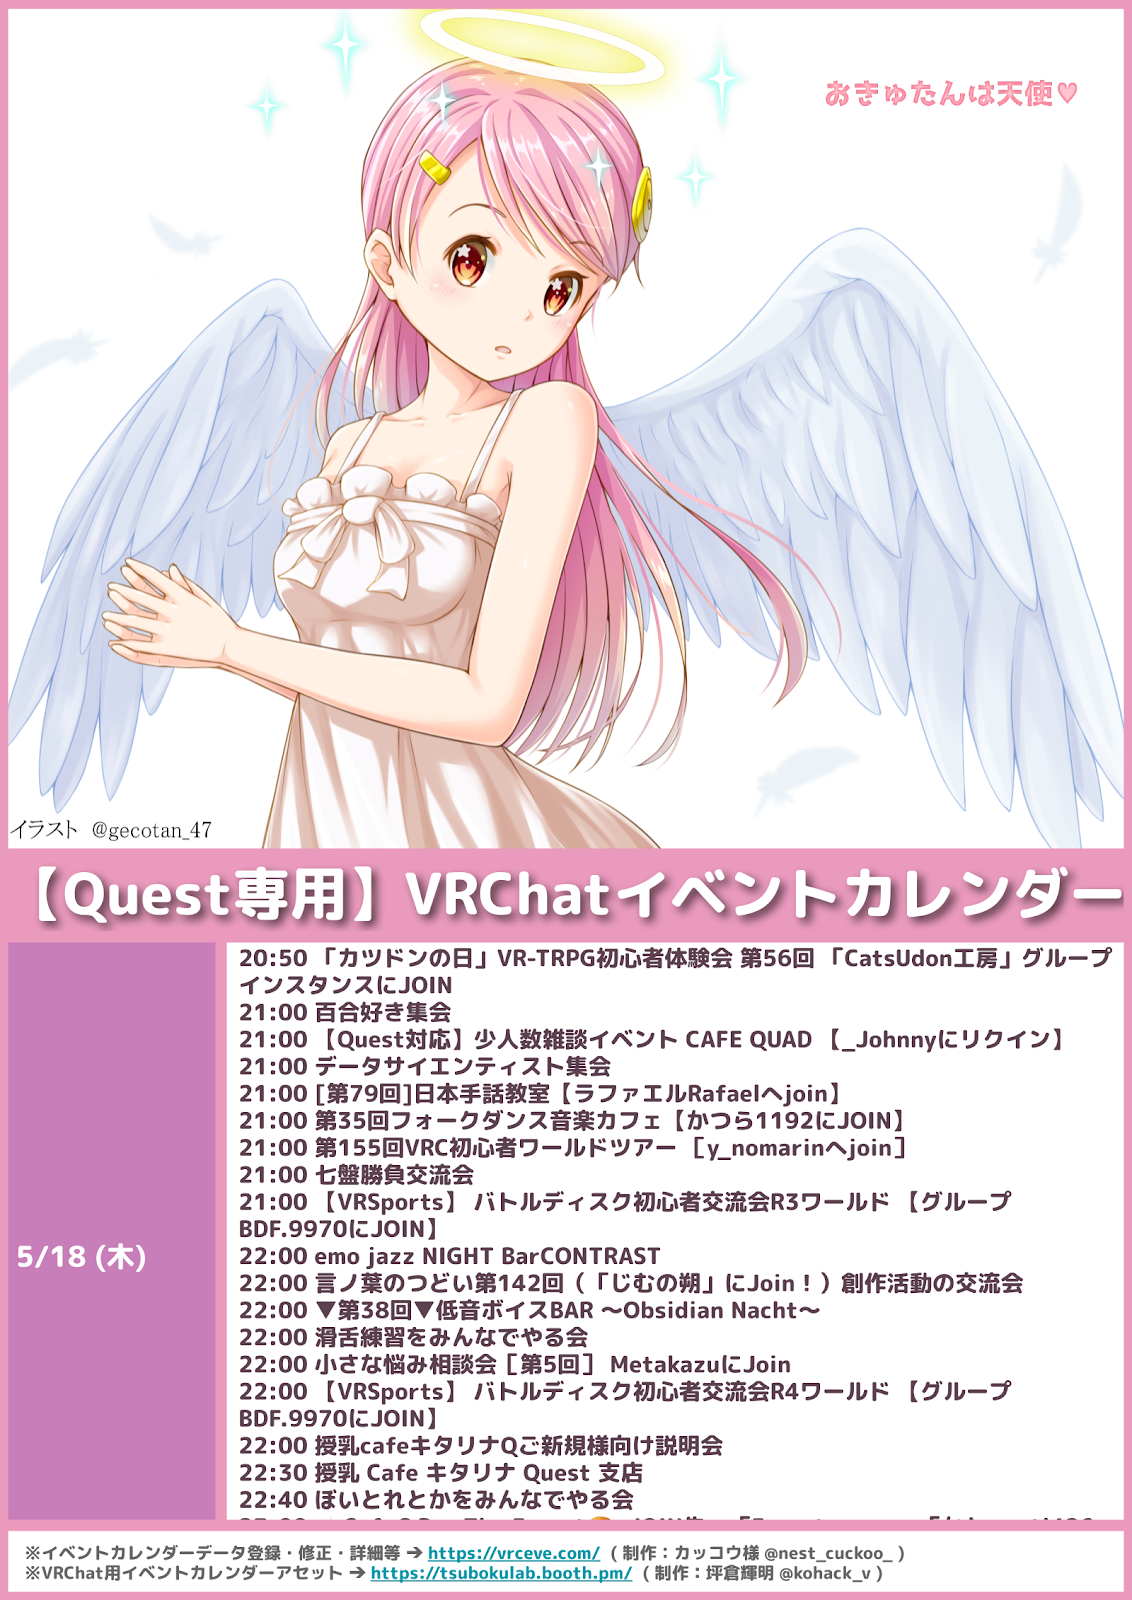 おきゅたんは天使♥
イラスト @gecotan_47
【Quest専用】VRChatイベントカレンダー
5/18 (木)
20:50 「カツドンの日」VR-TRPG初心者体験会 第56回 「CatsUdon工房」グループ
インスタンスにJOIN
21:00 百合好き集会
21:00 【Quest対応】少人数雑談イベント CAFE QUAD 【_Johnnyにリクイン】
21:00 データサイエンティスト集会
21:00 [第79回]日本手話教室【ラファエルRafaelへjoin】
21:00 第35回フォークダンス音楽カフェ【かつら1192にJOIN】
21:00 第155回VRC初心者ワールドツアー ［y_nomarinへjoin］
21:00 七盤勝負交流会
21:00 【VRSports】 バトルディスク初心者交流会R3ワールド 【グループ
BDF.9970にJOIN】
22:00 emo jazz NIGHT BarCONTRAST
22:00 言ノ葉のつどい第142回（「じむの朔」にJoin！）創作活動の交流会
22:00 ▼第38回▼低音ボイスBAR ～Obsidian Nacht～
22:00 滑舌練習をみんなでやる会
22:00 小さな悩み相談会［第5回］ MetakazuにJoin
22:00 【VRSports】 バトルディスク初心者交流会R4ワールド 【グループ
BDF.9970にJOIN】
22:00 授乳cafeキタリナQご新規様向け説明会
22:30 授乳 Cafe キタリナ Quest 支店
22:40 ぼいとれとかをみんなでやる会
※イベントカレンダーデータ登録・修正・詳細等 ➔ https://vrceve.com/ ( 制作：カッコウ様 @nest_cuckoo_ )
※VRChat用イベントカレンダーアセット ➔ https://tsubokulab.booth.pm/ ( 制作：坪倉輝明 @kohack_v )